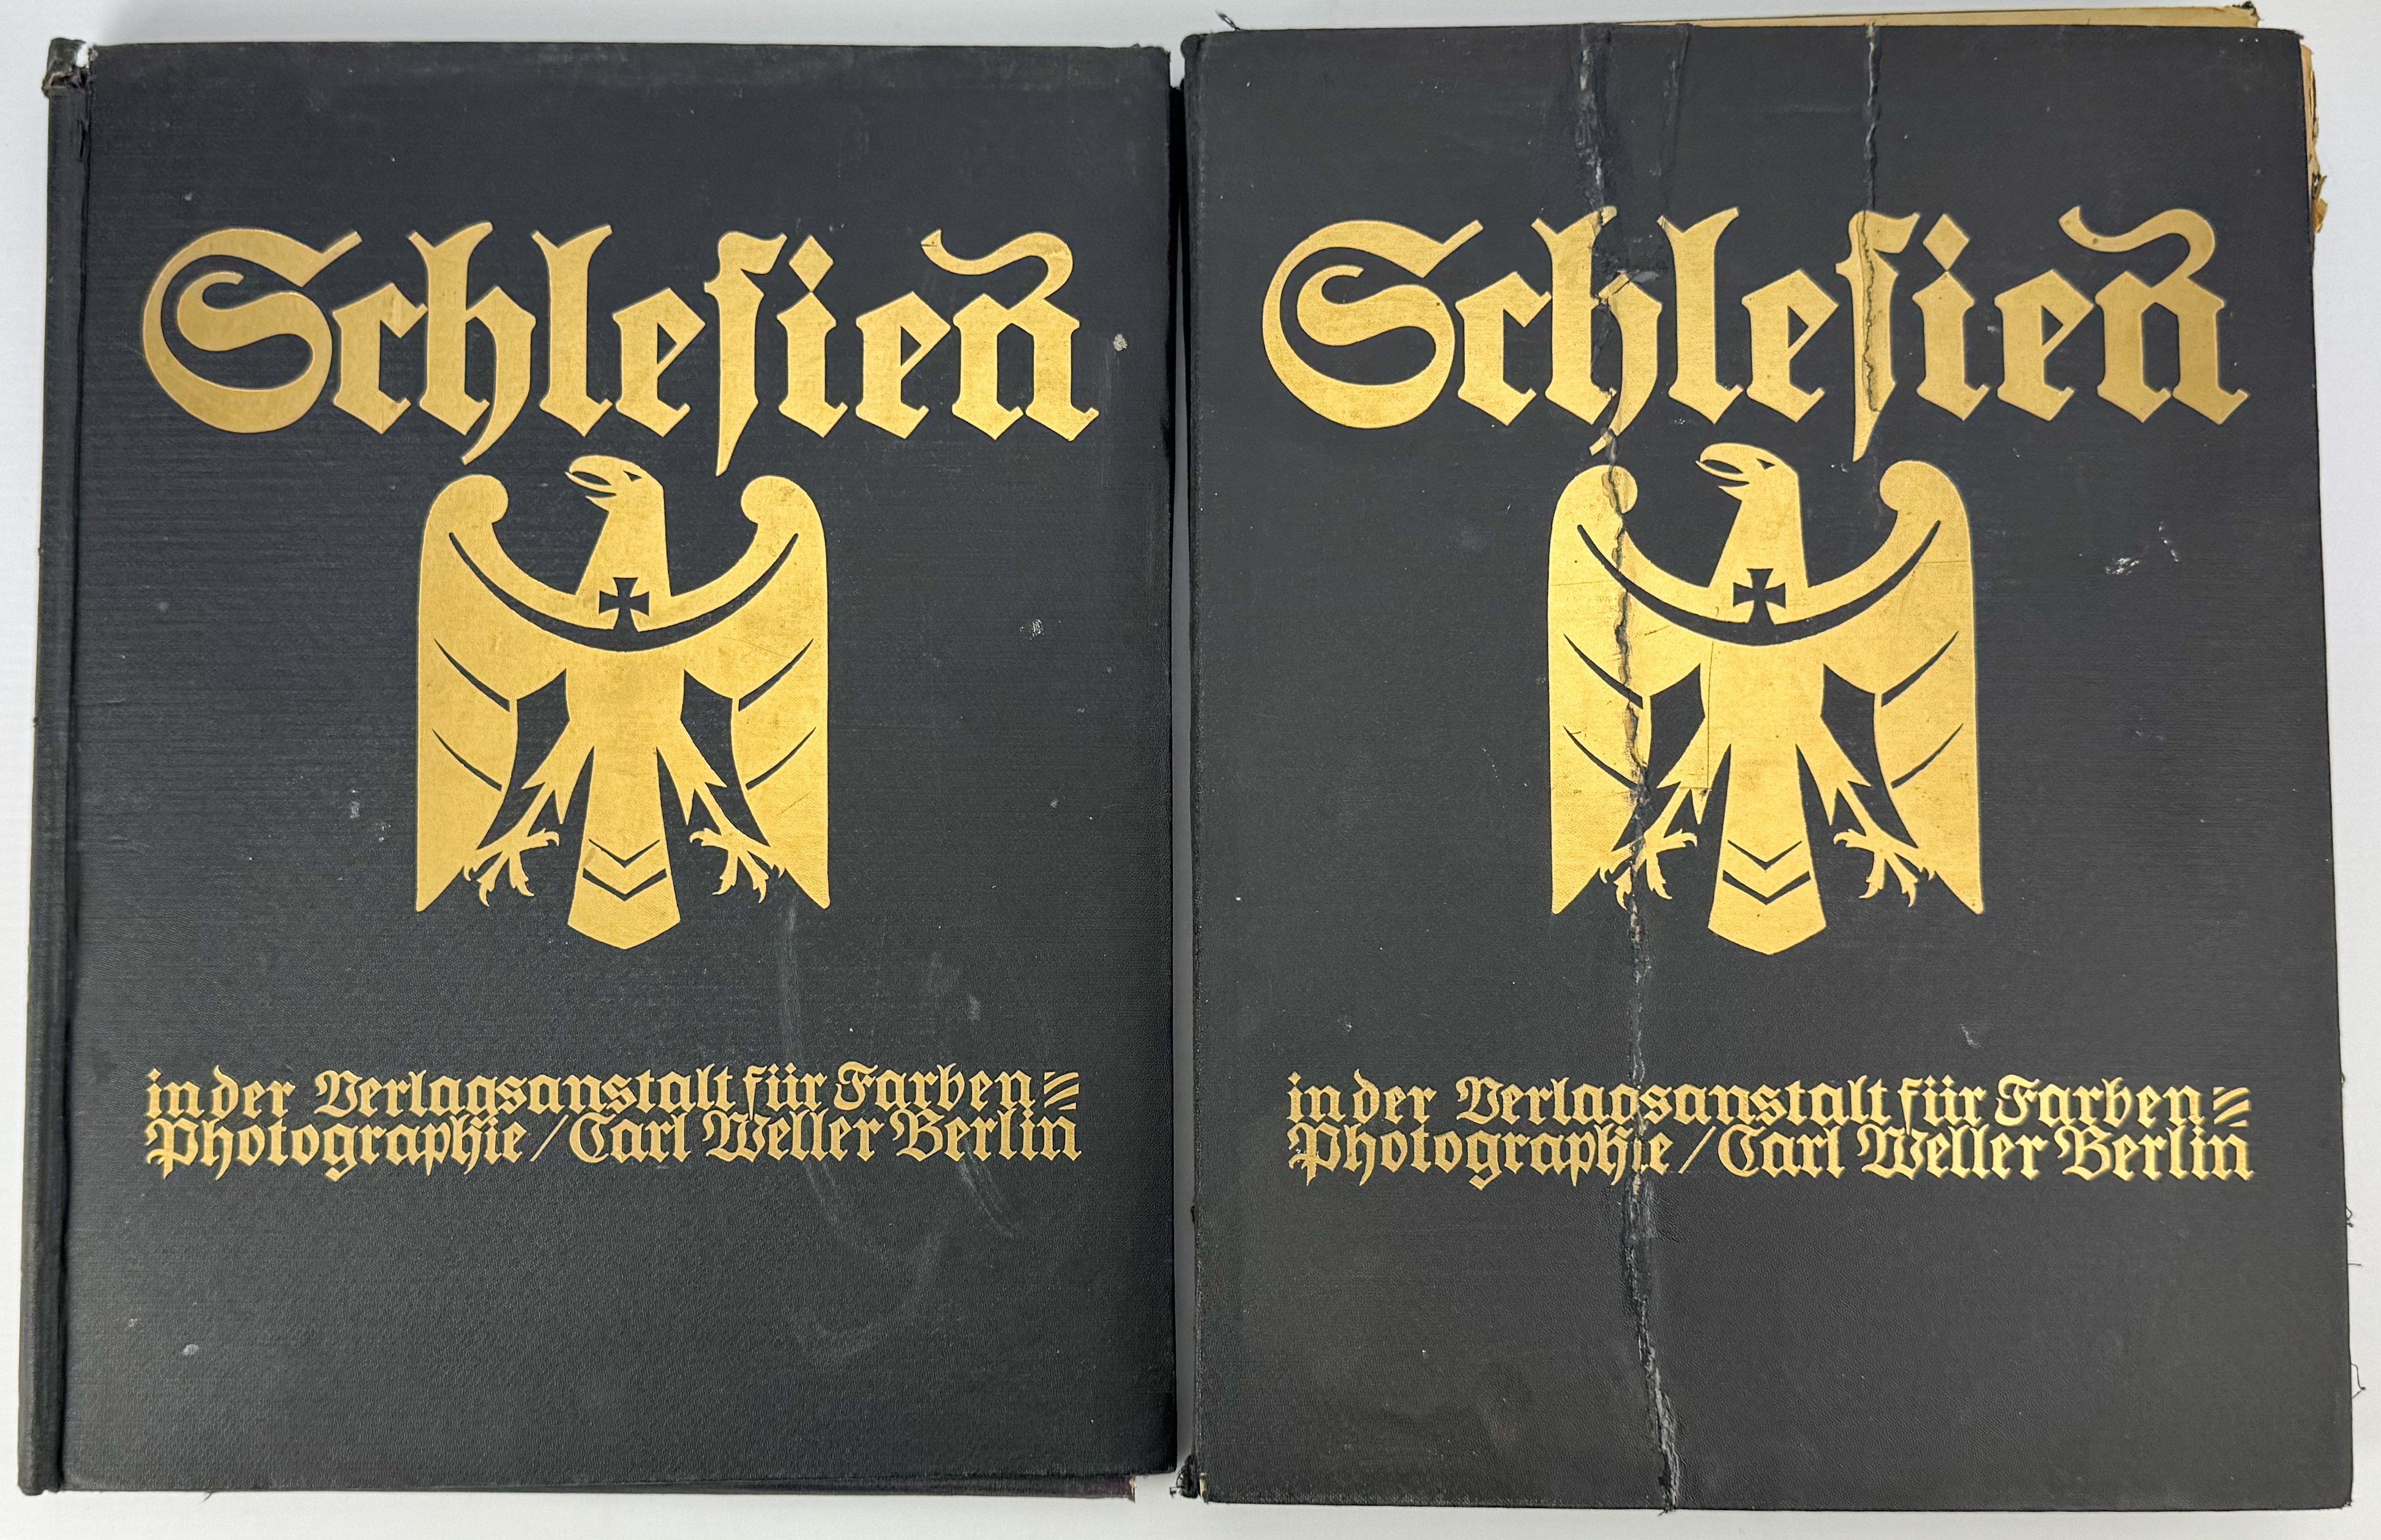 Schleſien
in der Verlagsanstalt für Farben=
Photographie / Carl Weller Berlin
Schleſien
in der Verlagsanstalt für Farben=
Photographie / Carl Weller Berlin